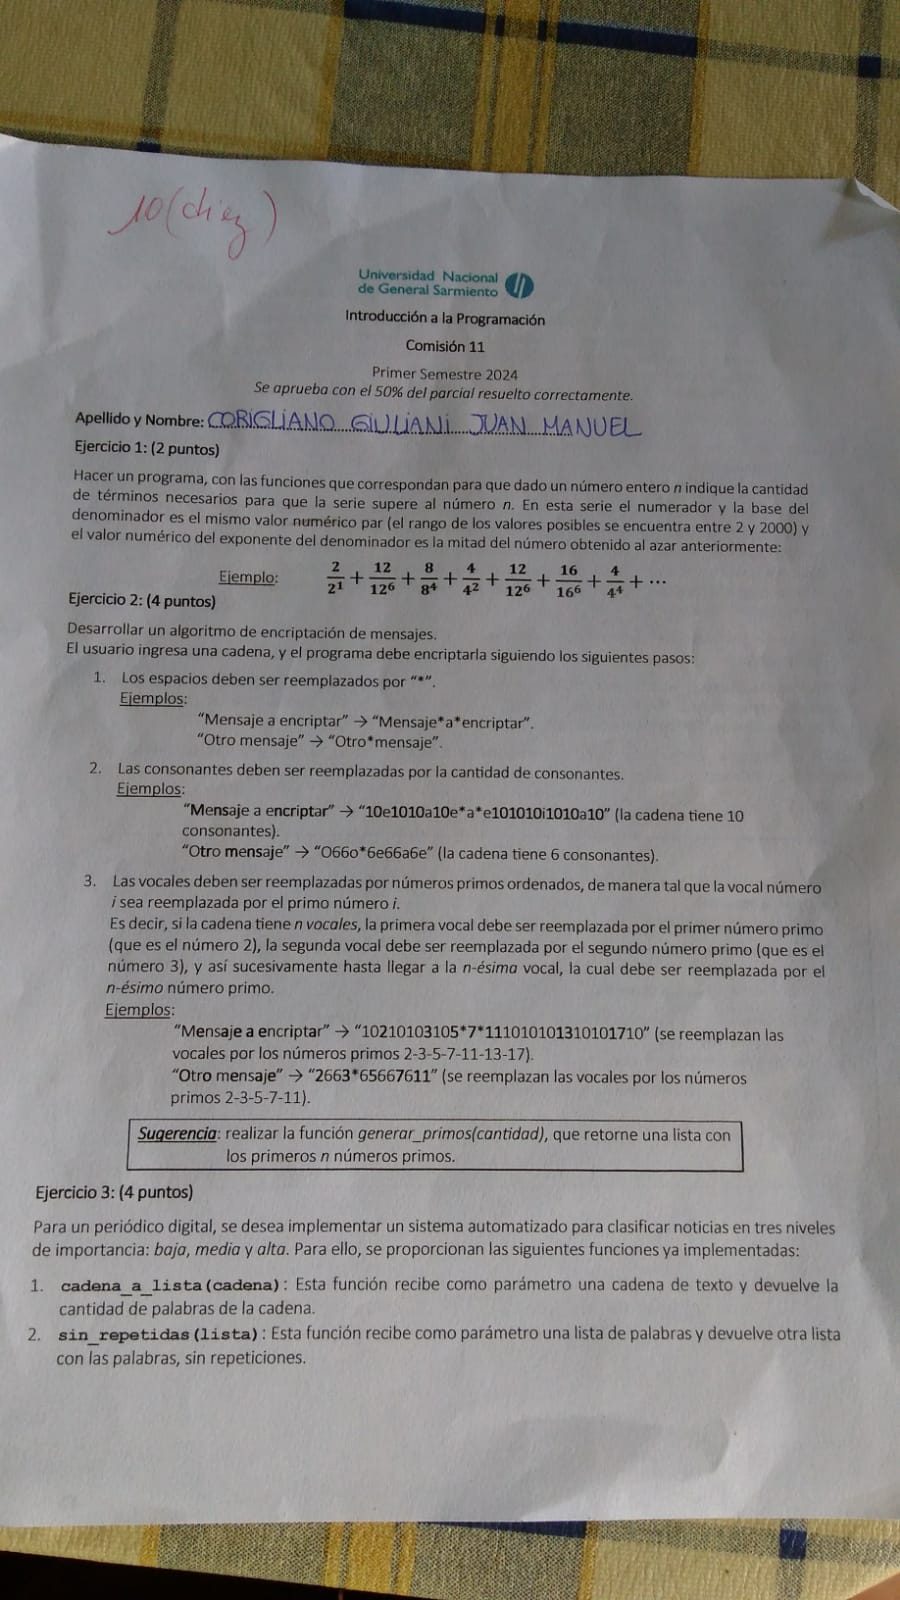 10 (diez)
Universidad Nacional
de General Sarmiento
Introducción a la Programación
Comisión 11
Primer Semestre 2024
Se aprueba con el 50% del parcial resuelto correctamente.
Apellido y Nombre: CORIGLIANO GIULIANI JUAN MANUEL
Ejercicio 1: (2 puntos)
Hacer un programa, con las funciones que correspondan para que dado un número entero n indique la cantidad
de términos necesarios para que la serie supere al número n. En esta serie el numerador y la base del
denominador es el mismo valor numérico par (el rango de los valores posibles se encuentra entre 2 y 2000) y
el valor numérico del exponente del denominador es la mitad del número obtenido al azar anteriormente:
Ejemplo: 2/2^1 + 12/12^6 + 8/8^4 + 4/4^2 + 12/12^6 + 16/16^6 + 4/4^4 + ⋯
Ejercicio 2: (4 puntos)
Desarrollar un algoritmo de encriptación de mensajes.
El usuario ingresa una cadena, y el programa debe encriptarla siguiendo los siguientes pasos:
1. Los espacios deben ser reemplazados por “*”.
Ejemplos:
“Mensaje a encriptar” → “Mensaje*a*encriptar”.
“Otro mensaje” → “Otro*mensaje”.
2. Las consonantes deben ser reemplazadas por la cantidad de consonantes.
Ejemplos:
“Mensaje a encriptar” → “10e1010a10e*a*e101010i1010a10” (la cadena tiene 10
consonantes).
“Otro mensaje” → “O66o*6e66a6e” (la cadena tiene 6 consonantes).
3. Las vocales deben ser reemplazadas por números primos ordenados, de manera tal que la vocal número
i sea reemplazada por el primo número i.
Es decir, si la cadena tiene n vocales, la primera vocal debe ser reemplazada por el primer número primo
(que es el número 2), la segunda vocal debe ser reemplazada por el segundo número primo (que es el
número 3), y así sucesivamente hasta llegar a la n-ésima vocal, la cual debe ser reemplazada por el
n-ésimo número primo.
Ejemplos:
“Mensaje a encriptar” → “10210103105*7*111010101310101710” (se reemplazan las
vocales por los números primos 2-3-5-7-11-13-17).
“Otro mensaje” → “2663*65667611” (se reemplazan las vocales por los números
primos 2-3-5-7-11).
Sugerencia: realizar la función generar_primos(cantidad), que retorne una lista con
los primeros n números primos.
Ejercicio 3: (4 puntos)
Para un periódico digital, se desea implementar un sistema automatizado para clasificar noticias en tres niveles
de importancia: baja, media y alta. Para ello, se proporcionan las siguientes funciones ya implementadas:
1. cadena_a_lista(cadena): Esta función recibe como parámetro una cadena de texto y devuelve la
cantidad de palabras de la cadena.
2. sin_repetidas(lista): Esta función recibe como parámetro una lista de palabras y devuelve otra lista
con las palabras, sin repeticiones.